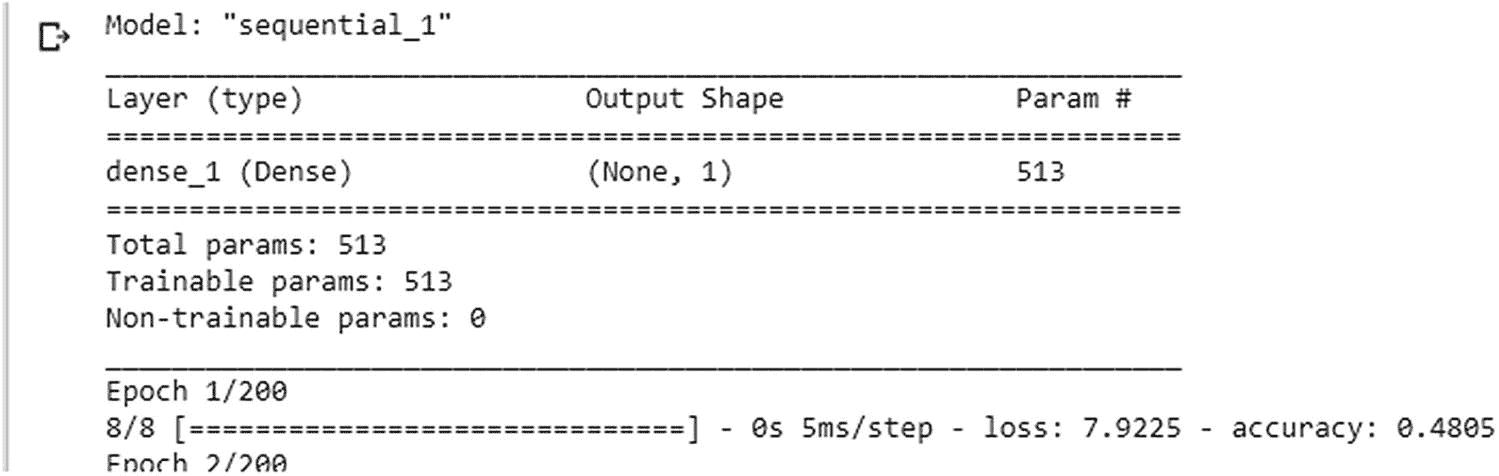 Model: "sequential_1"
Layer (type) Output Shape Param #
=================================================================
dense_1 (Dense) (None, 1) 513
=================================================================
Total params: 513
Trainable params: 513
Non-trainable params: 0
_________________________________________________________________
Epoch 1/200
8/8 [==============================] - 0s 5ms/step - loss: 7.9225 - accuracy: 0.4805
Epoch 2/200